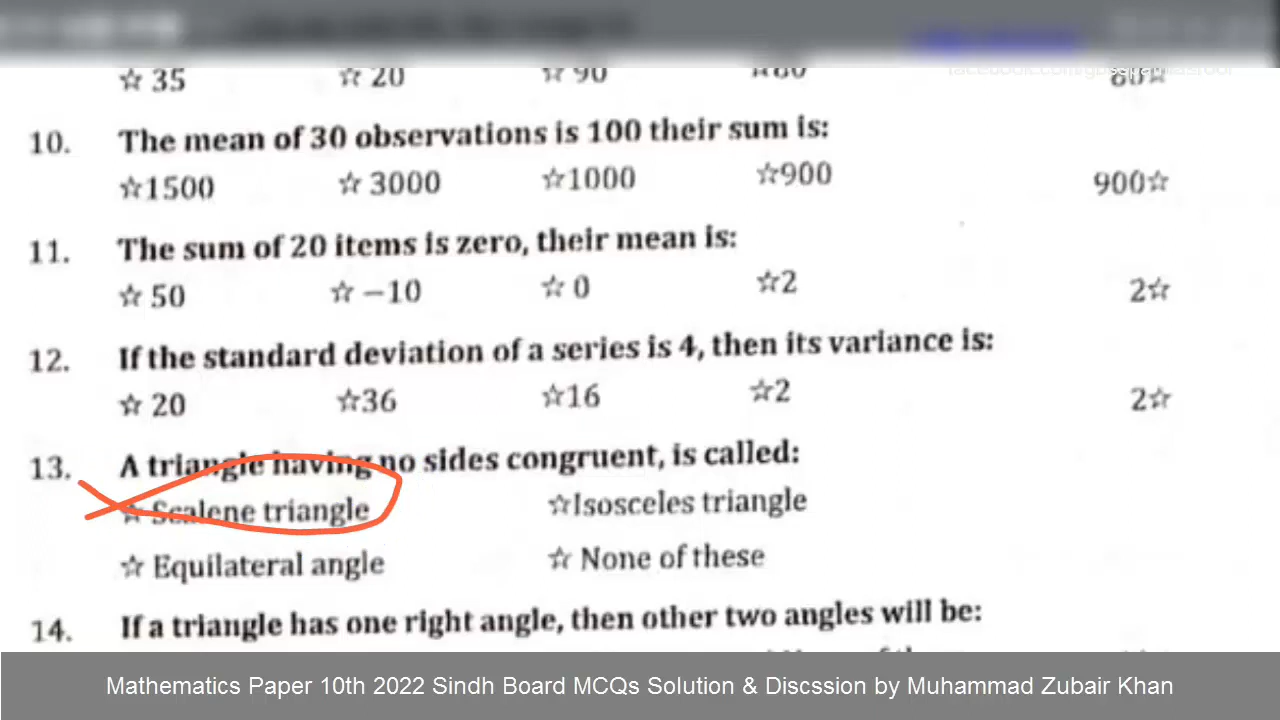 ☆ 35 ☆ 20 ☆ 90 ☆80 60☆
10. The mean of 30 observations is 100 their sum is:
☆1500 ☆ 3000 ☆1000 ☆900 900☆
11. The sum of 20 items is zero, their mean is:
☆ 50 ☆ –10 ☆ 0 ☆2 2☆
12. If the standard deviation of a series is 4, then its variance is:
☆ 20 ☆36 ☆16 ☆2 2☆
13. A triangle having no sides congruent, is called:
☆ Scalene triangle ☆Isosceles triangle
☆ Equilateral angle ☆ None of these
14. If a triangle has one right angle, then other two angles will be:
Mathematics Paper 10th 2022 Sindh Board MCQs Solution & Discssion by Muhammad Zubair Khan